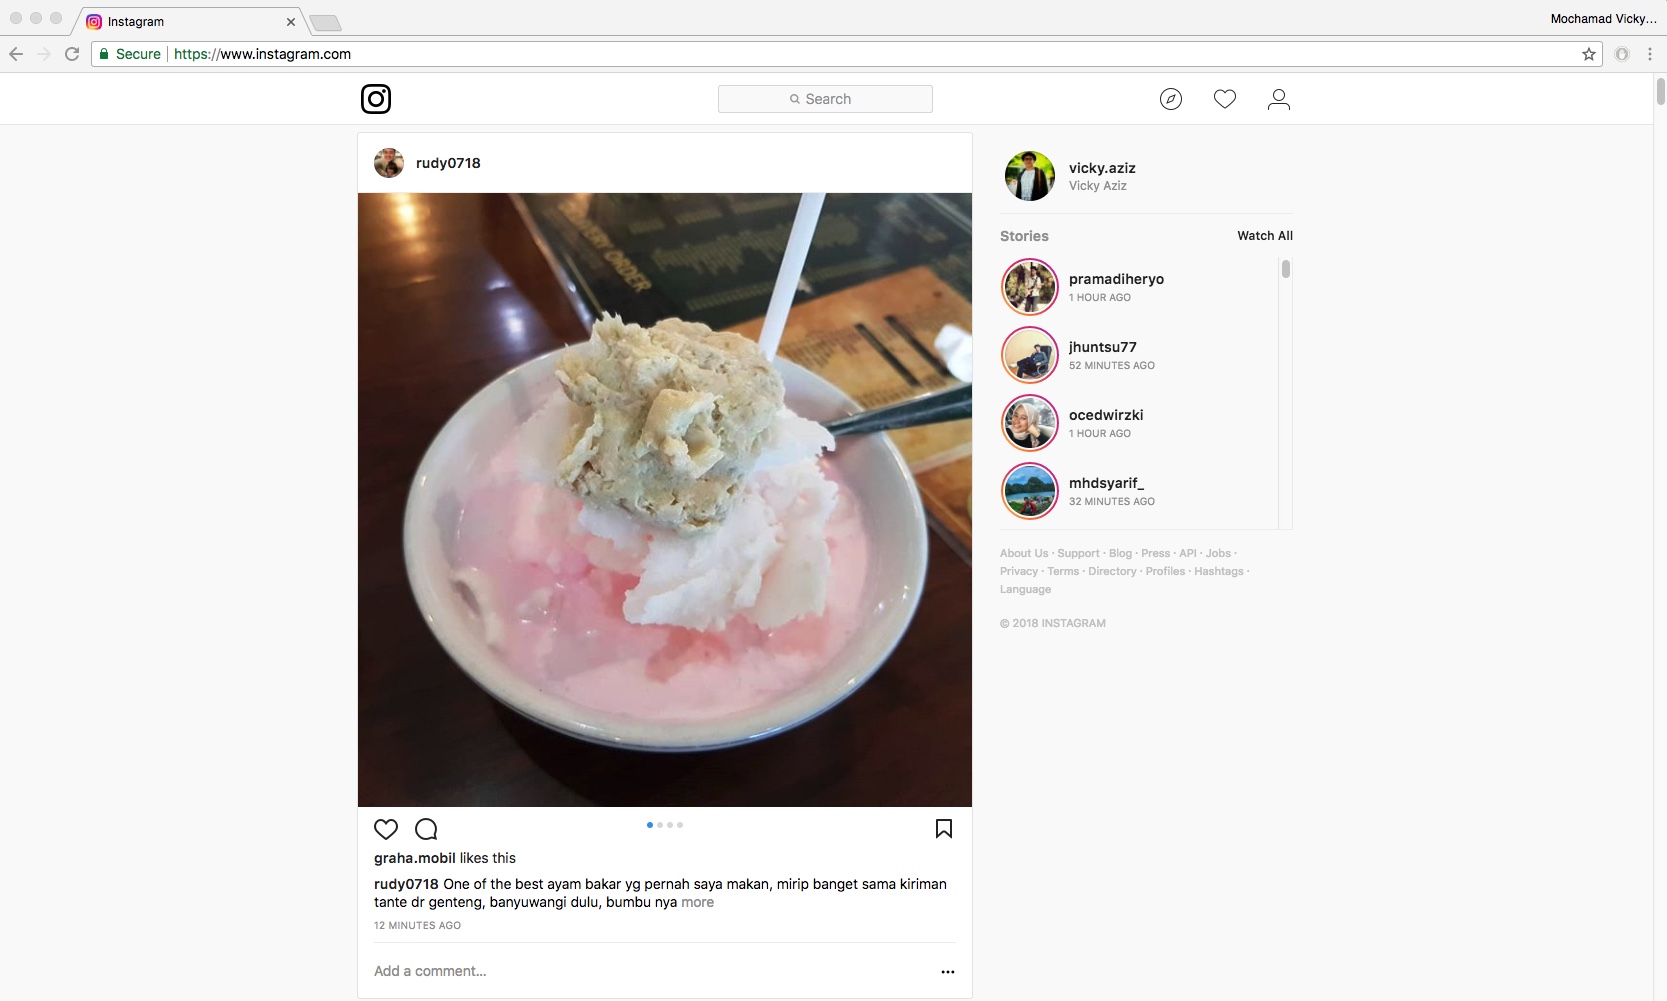 Instagram
Mochamad Vicky...
Secure
https://www.instagram.com
Search
rudy0718
ORDER
graha.mobil likes this
rudy0718 One of the best ayam bakar yg pernah saya makan, mirip banget sama kiriman
tante dr genteng, banyuwangi dulu, bumbu nya more
12 MINUTES AGO
Add a comment...
vicky.aziz
Vicky Aziz
Stories
Watch All
pramadiheryo
1 HOUR AGO
jhuntsu77
52 MINUTES AGO
ocedwirzki
1 HOUR AGO
mhdsyarif_
32 MINUTES AGO
About Us · Support · Blog · Press · API · Jobs ·
Privacy · Terms · Directory · Profiles · Hashtags ·
Language
© 2018 INSTAGRAM